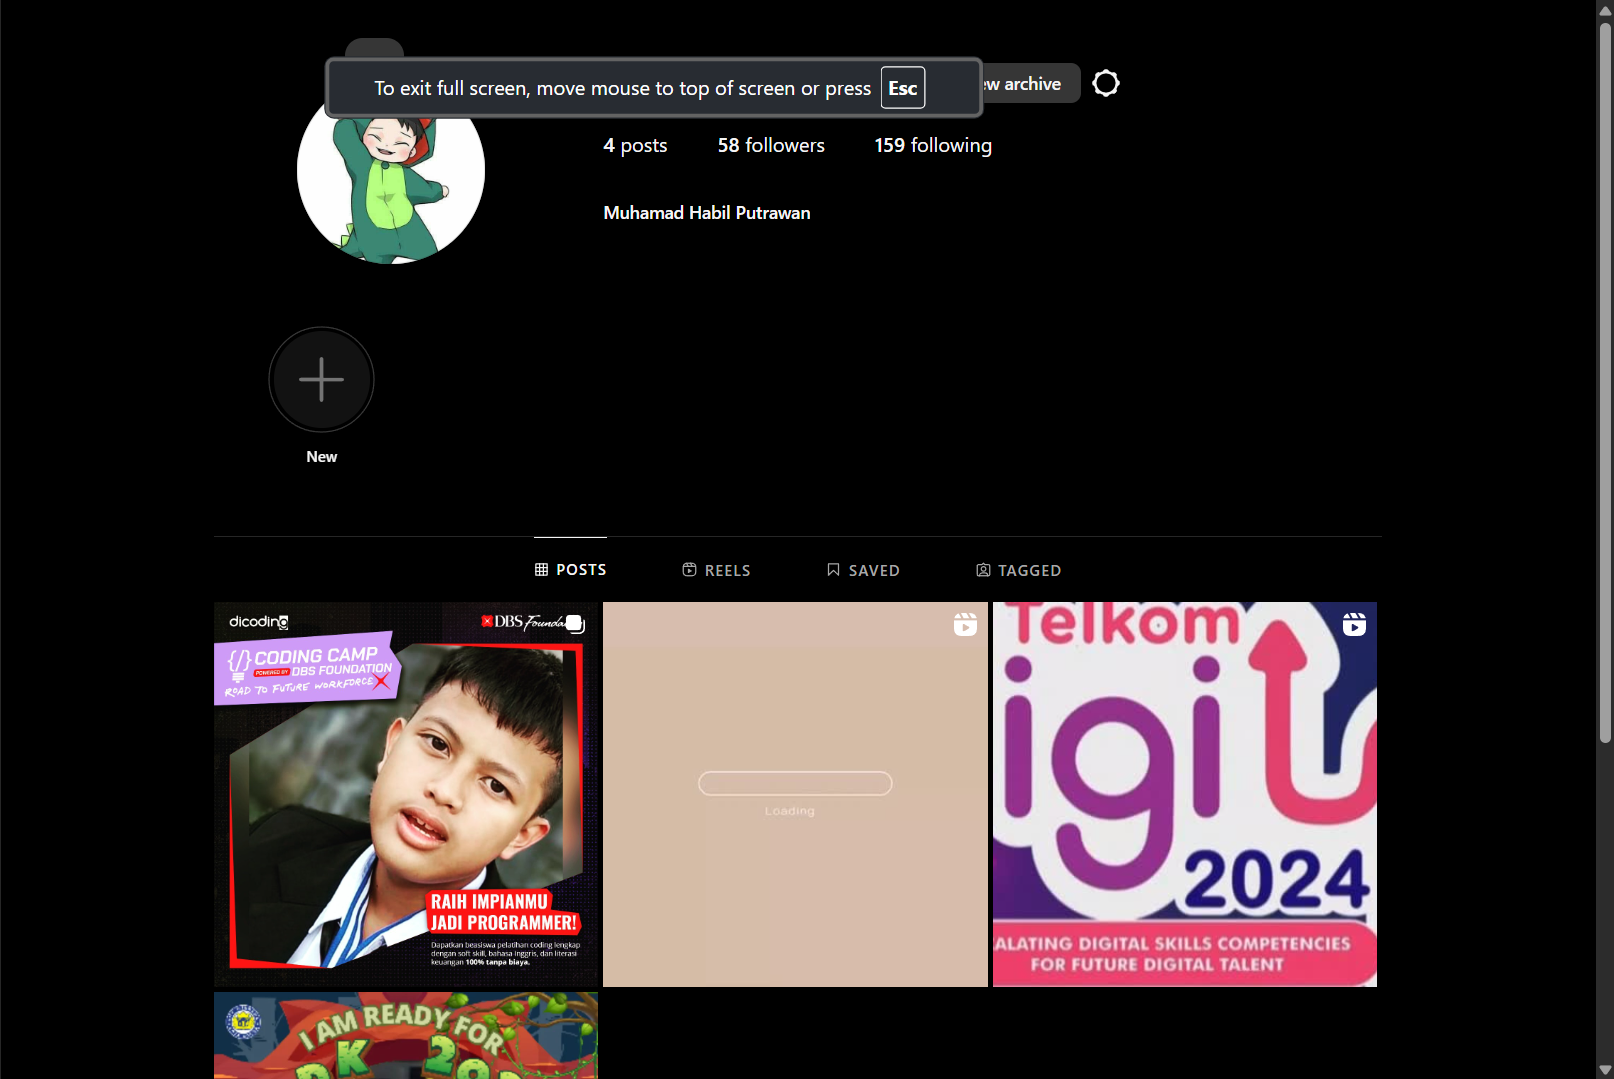 To exit full screen, move mouse to top of screen or press Esc
ew archive
4 posts 58 followers 159 following
Muhamad Habil Putrawan
New
POSTS REELS SAVED TAGGED
dicoding
DBS Founda
{/} CODING CAMP
POWERED BY DBS FOUNDATION
ROAD TO FUTURE WORKFORCE
RAIH IMPIANMU
JADI PROGRAMMER!
Dapatkan beasiswa pelatihan coding lengkap
dengan soft skill, bahasa Inggris, dan literasi
keuangan 100% tanpa biaya.
Loading
Telkom
igi
2024
ALATING DIGITAL SKILLS COMPETENCIES
FOR FUTURE DIGITAL TALENT
I AM READY FOR